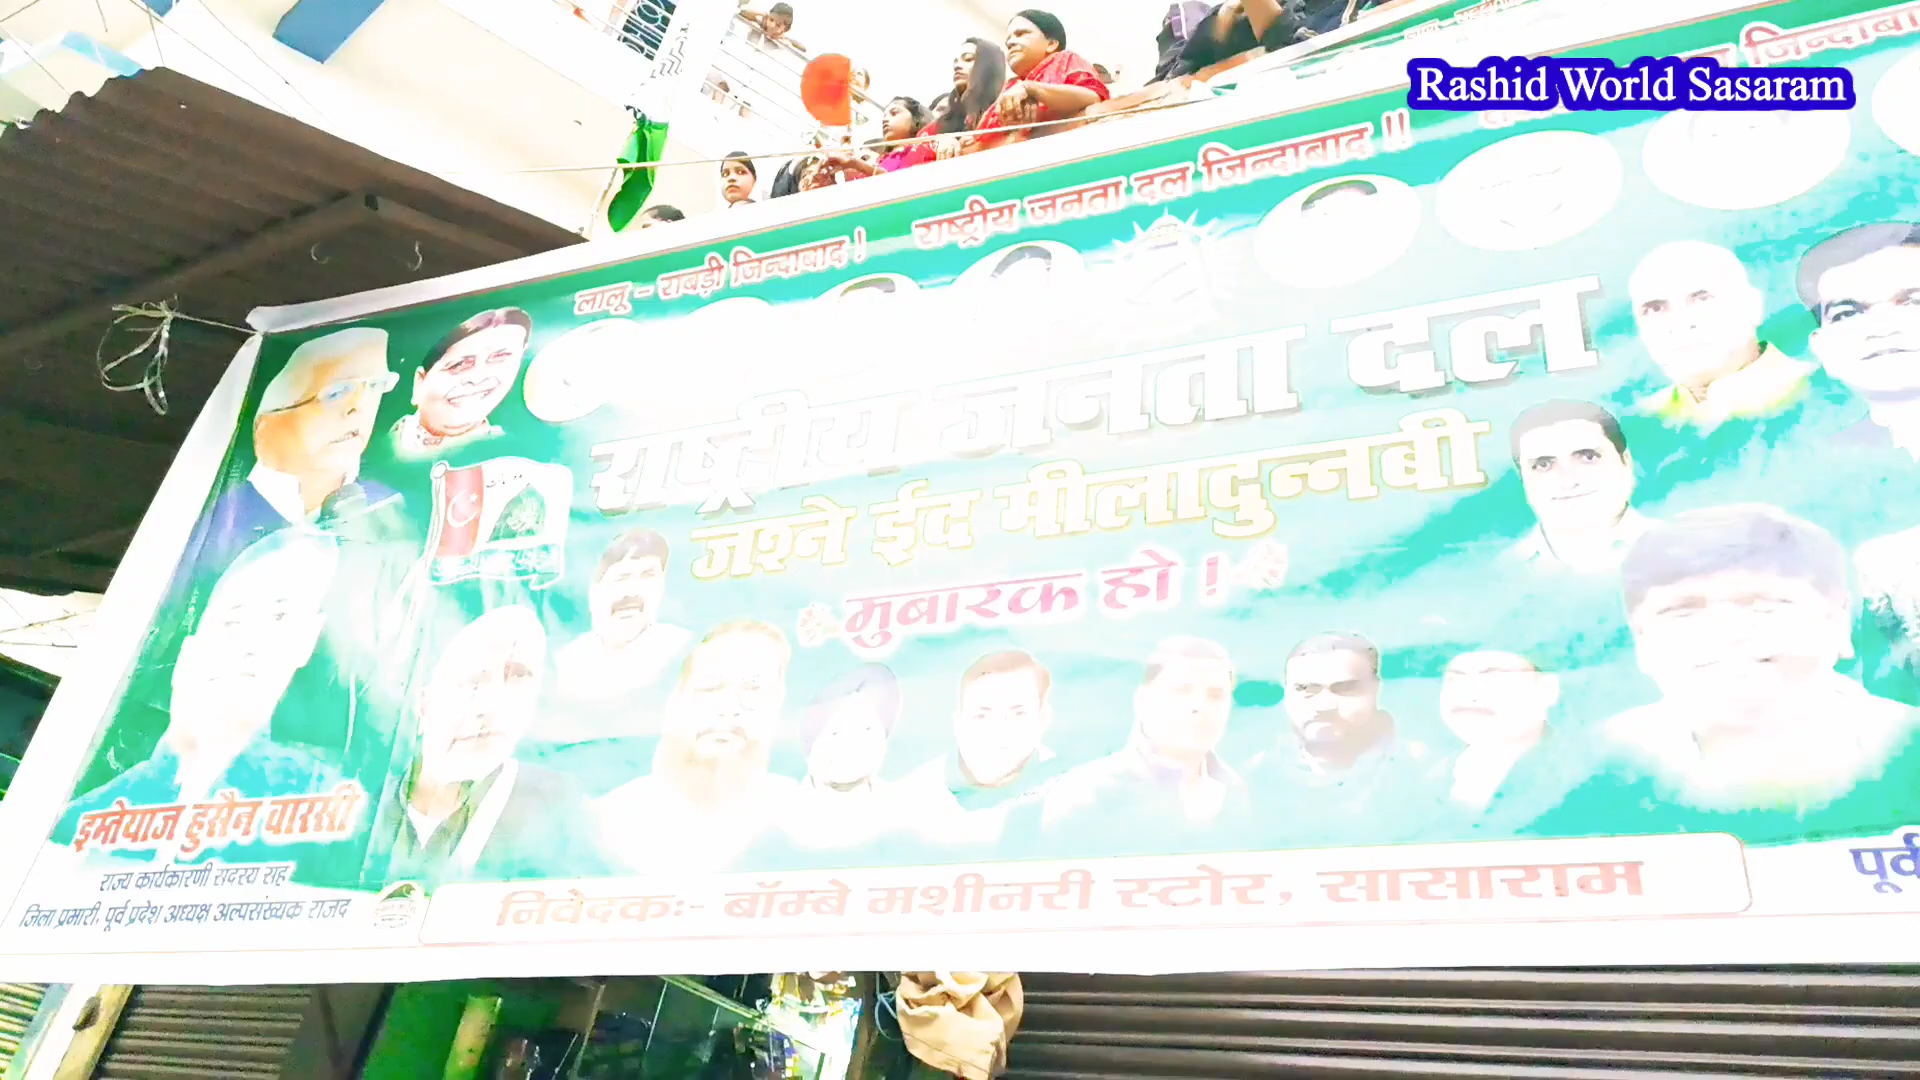 Rashid World Sasaram
लालू - राबड़ी जिन्दाबाद ! राष्ट्रीय जनता दल जिन्दाबाद !!
राष्ट्रीय जनता दल
जश्ने ईद मीलादुन्नबी
मुबारक हो !
इम्तेयाज हुसैन वारसी
राज्य कार्यकारणी सदस्य सह
जिला प्रभारी, पूर्व प्रदेश अध्यक्ष अल्पसंख्यक राजद
निवेदकः- बॉम्बे मशीनरी स्टोर, सासाराम